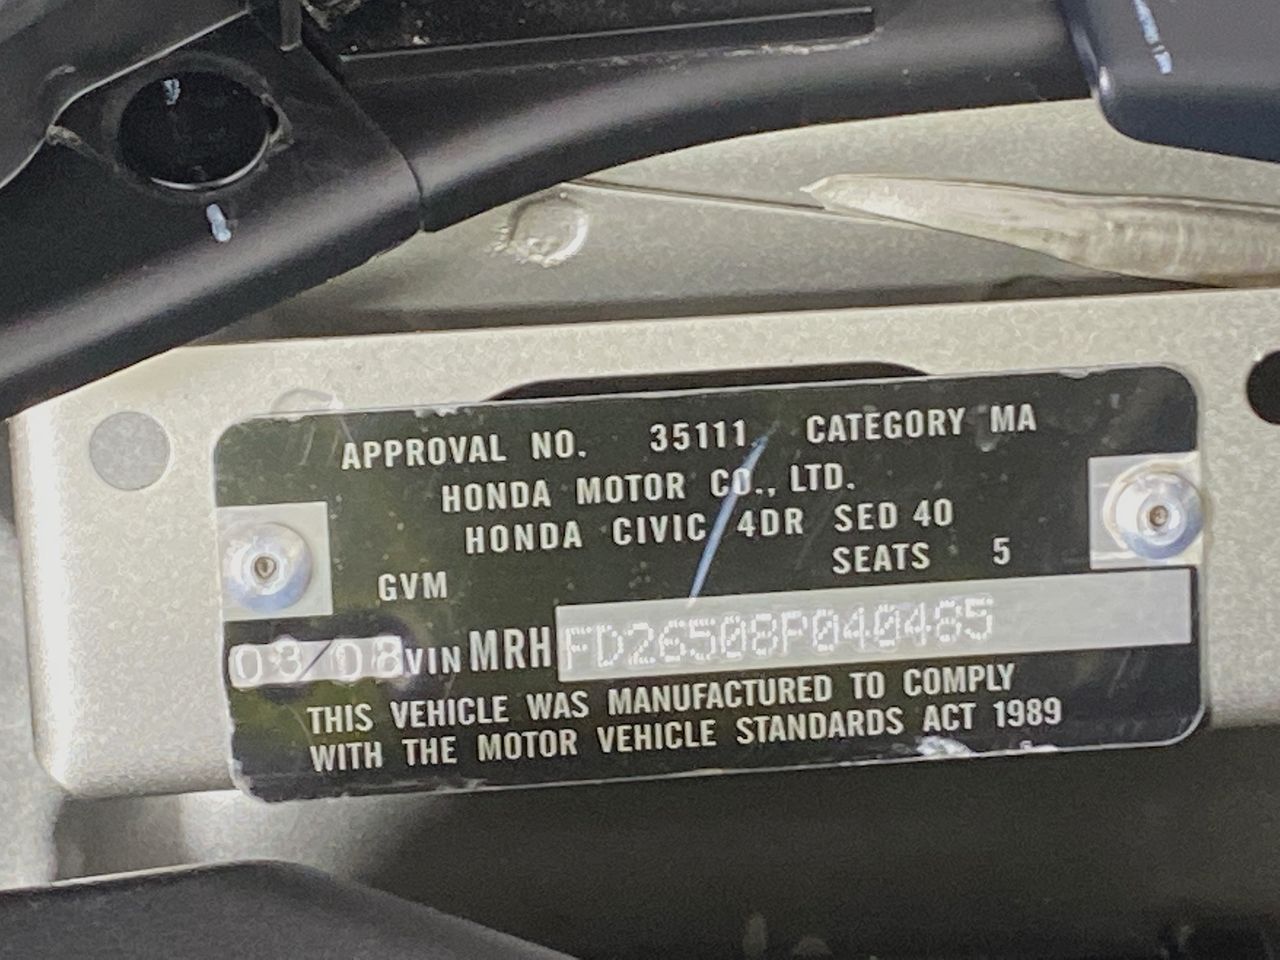 APPROVAL NO. 35111 CATEGORY MA
HONDA MOTOR CO., LTD.
HONDA CIVIC 4DR SED 40
GVM SEATS 5
03/08 VIN MRHFD26508P040465
THIS VEHICLE WAS MANUFACTURED TO COMPLY
WITH THE MOTOR VEHICLE STANDARDS ACT 1989